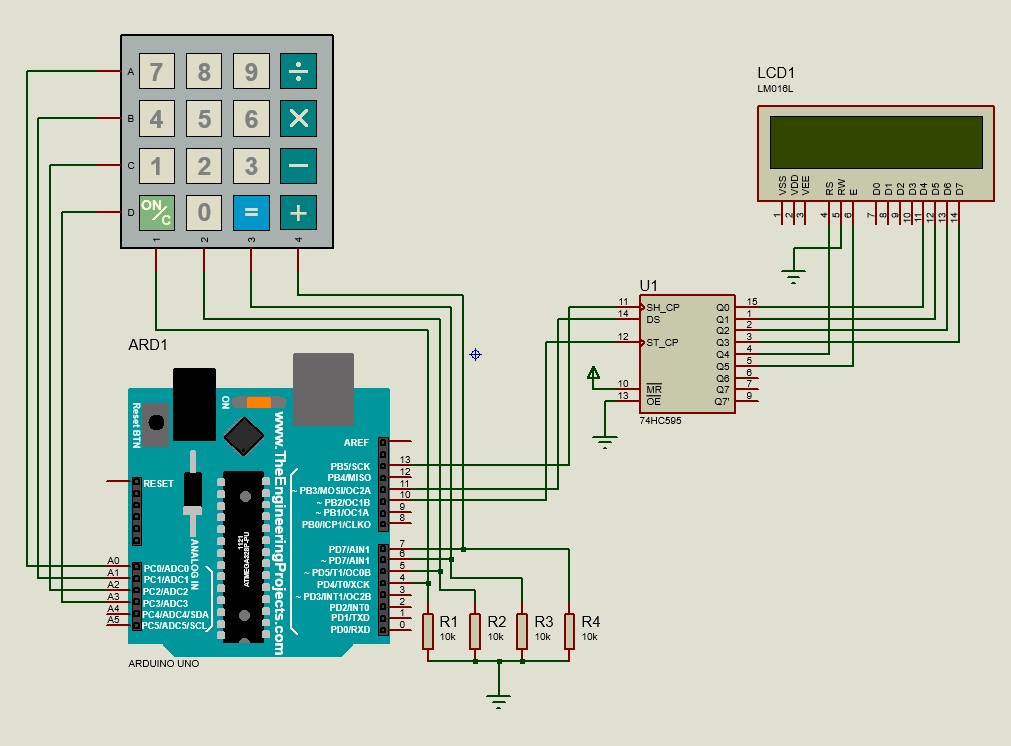 A 7 8 9 ÷
B 4 5 6 ×
C 1 2 3 −
D ON/C 0 = +
1 2 3 4
LCD1
LM016L
VSS VDD VEE RS RW E D0 D1 D2 D3 D4 D5 D6 D7
1 2 3 4 5 6 7 8 9 10 11 12 13 14
U1
11 SH_CP Q0 15
14 DS Q1 1
Q2 2
12 ST_CP Q3 3
Q4 4
Q5 5
Q6 6
10 MR Q7 7
13 OE Q7' 9
74HC595
ARD1
Reset BTN
ON
www.TheEngineeringProjects.com
AREF
PB5/SCK 13
PB4/MISO 12
~ PB3/MOSI/OC2A 11
~ PB2/OC1B 10
~ PB1/OC1A 9
PB0/ICP1/CLKO 8
RESET
ANALOG IN
1121
ATMEGA328P-PU
PD7/AIN1 7
~ PD7/AIN1 6
~ PD5/T1/OC0B 5
PD4/T0/XCK 4
~ PD3/INT1/OC2B 3
PD2/INT0 2
PD1/TXD 1
PD0/RXD 0
A0 PC0/ADC0
A1 PC1/ADC1
A2 PC2/ADC2
A3 PC3/ADC3
A4 PC4/ADC4/SDA
A5 PC5/ADC5/SCL
ARDUINO UNO
R1
10k
R2
10k
R3
10k
R4
10k